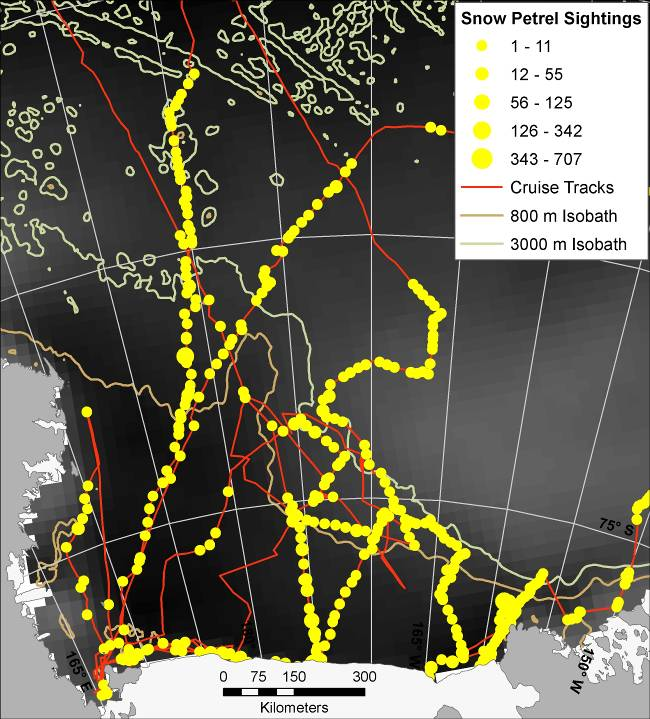 Snow Petrel Sightings
1 - 11
12 - 55
56 - 125
126 - 342
343 - 707
Cruise Tracks
800 m Isobath
3000 m Isobath
75° S
165° E
165° W
150° W
0 75 150 300
Kilometers